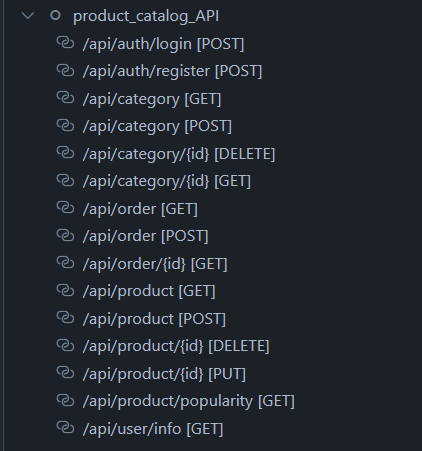 product_catalog_API
/api/auth/login [POST]
/api/auth/register [POST]
/api/category [GET]
/api/category [POST]
/api/category/{id} [DELETE]
/api/category/{id} [GET]
/api/order [GET]
/api/order [POST]
/api/order/{id} [GET]
/api/product [GET]
/api/product [POST]
/api/product/{id} [DELETE]
/api/product/{id} [PUT]
/api/product/popularity [GET]
/api/user/info [GET]